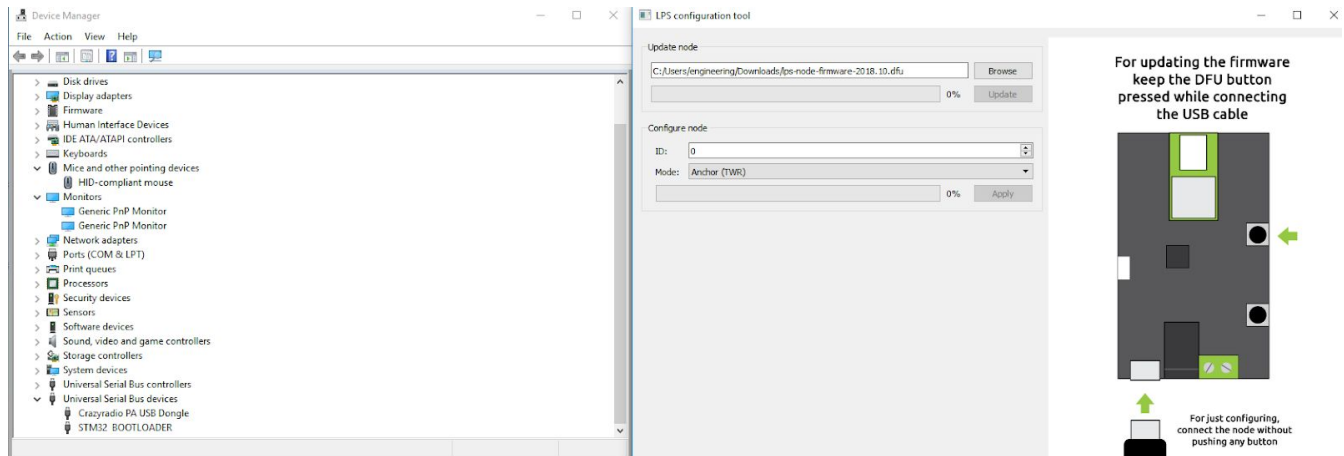 Device Manager
File Action View Help
Disk drives
Display adapters
Firmware
Human Interface Devices
IDE ATA/ATAPI controllers
Keyboards
Mice and other pointing devices
HID-compliant mouse
Monitors
Generic PnP Monitor
Generic PnP Monitor
Network adapters
Ports (COM & LPT)
Print queues
Processors
Security devices
Sensors
Software devices
Sound, video and game controllers
Storage controllers
System devices
Universal Serial Bus controllers
Universal Serial Bus devices
Crazyradio PA USB Dongle
STM32 BOOTLOADER
LPS configuration tool
Update node
C:/Users/engineering/Downloads/lps-node-firmware-2018.10.dfu Browse
0% Update
Configure node
ID: 0
Mode: Anchor (TWR)
0% Apply
For updating the firmware
keep the DFU button
pressed while connecting
the USB cable
For just configuring,
connect the node without
pushing any button